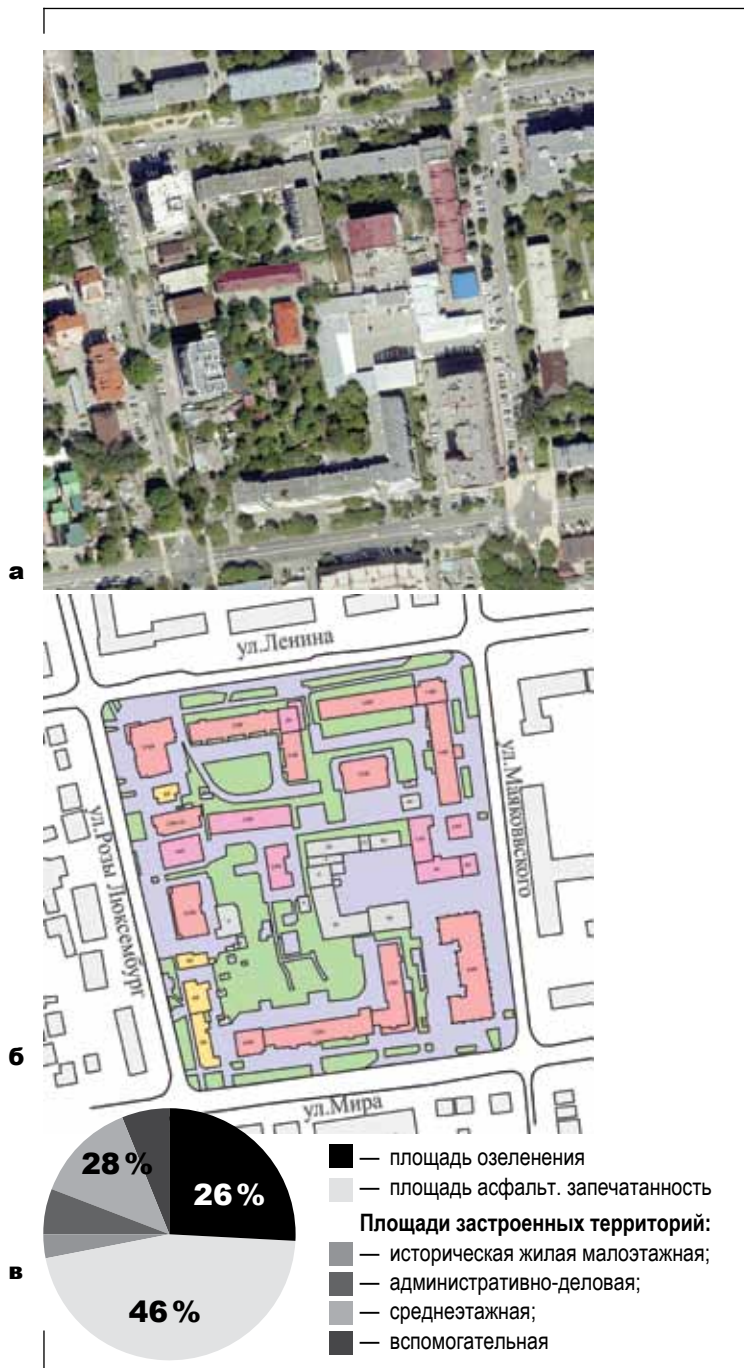 а
ул.Ленина
ул.Маяковского
ул.Розы Люксембург
б
ул.Мира
28 %
26 %
46 %
в
— площадь озеленения
— площадь асфальт. запечатанность
Площади застроенных территорий:
— историческая жилая малоэтажная;
— административно-деловая;
— среднеэтажная;
— вспомогательная